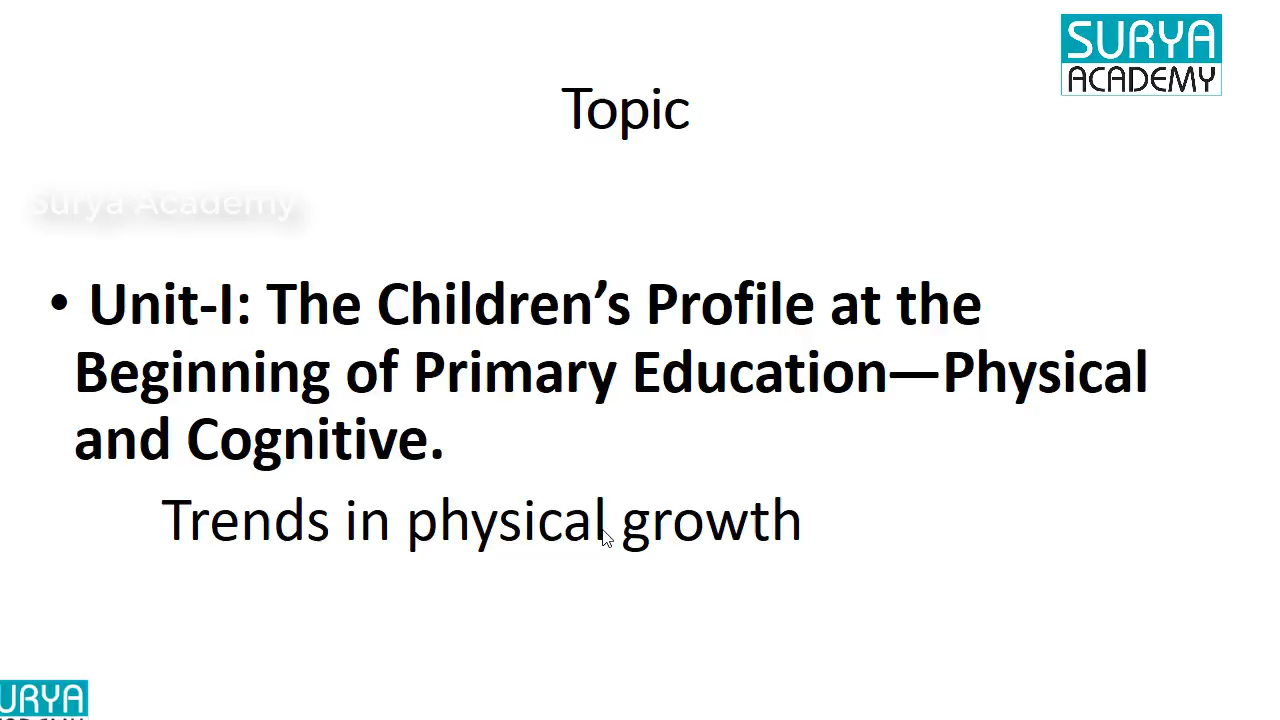 SURYA
ACADEMY
Topic
Surya Academy
• Unit-I: The Children’s Profile at the
Beginning of Primary Education—Physical
and Cognitive.
Trends in physical growth
URYA